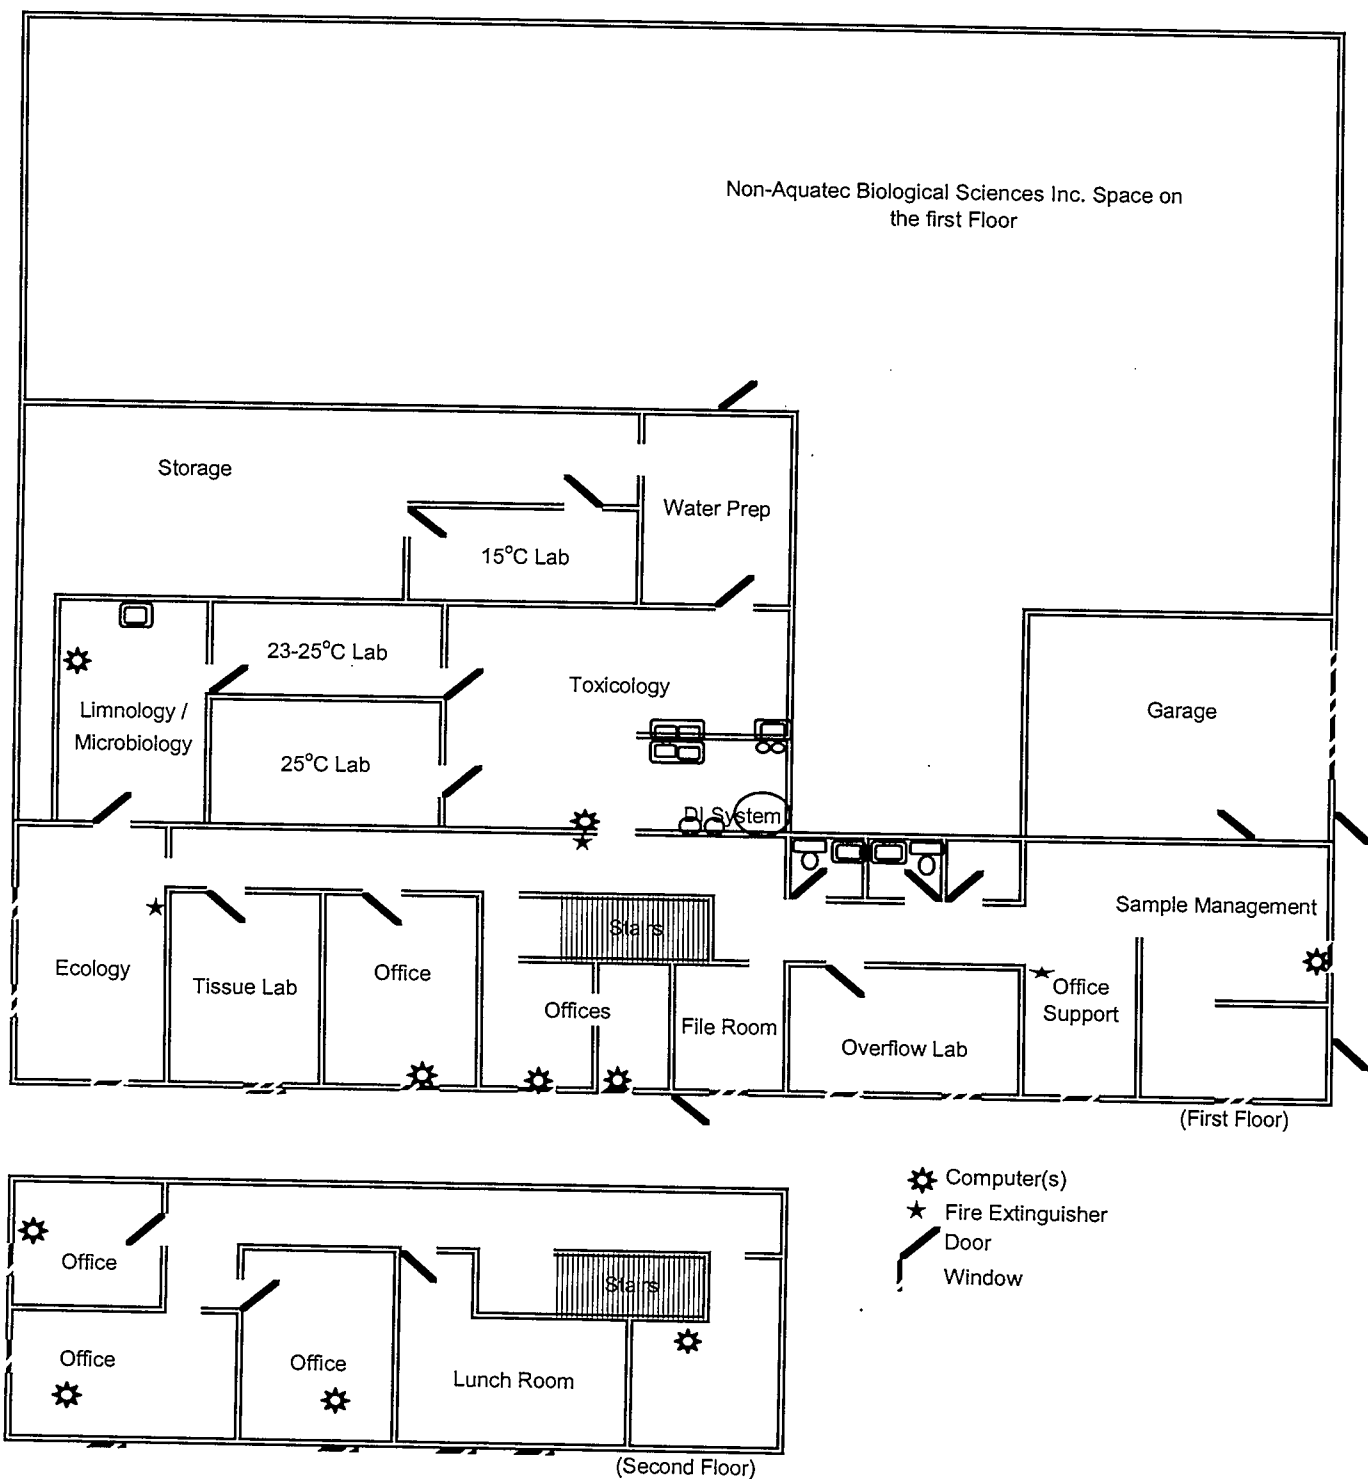 Non-Aquatec Biological Sciences Inc. Space on
the first Floor
Storage
Water Prep
15°C Lab
23-25°C Lab
Toxicology
Limnology /
Microbiology
25°C Lab
Garage
DI System
Sample Management
Stairs
Ecology
Tissue Lab
Office
Offices
File Room
Overflow Lab
Office
Support
(First Floor)
Computer(s)
Fire Extinguisher
Door
Window
Office
Stairs
Office
Office
Lunch Room
(Second Floor)